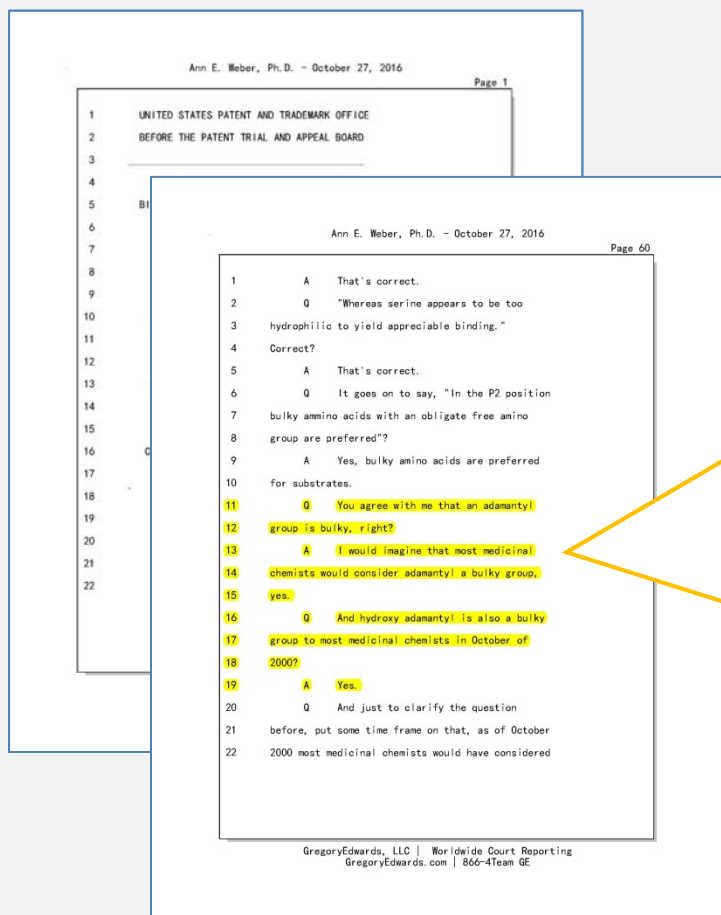 Ann E. Weber, Ph.D. - October 27, 2016
Page 1
1 UNITED STATES PATENT AND TRADEMARK OFFICE
2 BEFORE THE PATENT TRIAL AND APPEAL BOARD
3
4
5 BI
6
7
8
9
10
11
12
13
14
15
16 C
17
18
19
20
21
22
Ann E. Weber, Ph.D. - October 27, 2016
Page 60
1 A That's correct.
2 Q "Whereas serine appears to be too
3 hydrophilic to yield appreciable binding."
4 Correct?
5 A That's correct.
6 Q It goes on to say, "In the P2 position
7 bulky ammino acids with an obligate free amino
8 group are preferred"?
9 A Yes, bulky amino acids are preferred
10 for substrates.
11 Q You agree with me that an adamantyl
12 group is bulky, right?
13 A I would imagine that most medicinal
14 chemists would consider adamantyl a bulky group,
15 yes.
16 Q And hydroxy adamantyl is also a bulky
17 group to most medicinal chemists in October of
18 2000?
19 A Yes.
20 Q And just to clarify the question
21 before, put some time frame on that, as of October
22 2000 most medicinal chemists would have considered
GregoryEdwards, LLC | Worldwide Court Reporting
GregoryEdwards.com | 866-4Team GE